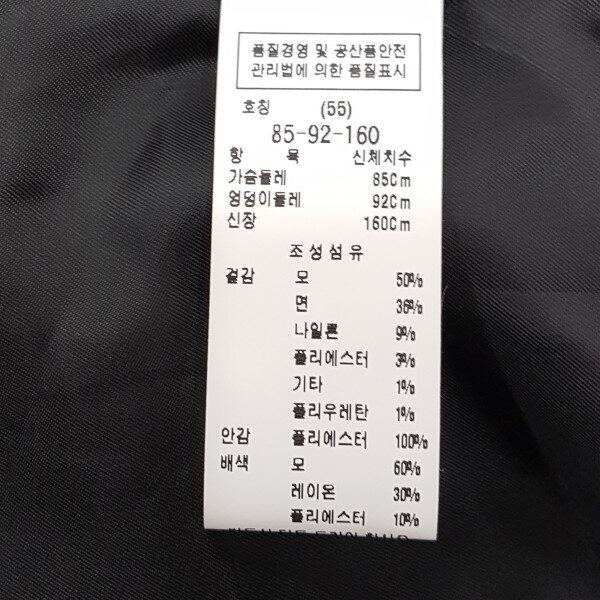 품질경영 및 공산품안전
관리법에 의한 품질표시
호칭 (55)
85-92-160
항 목 신체치수
가슴둘레 85Cm
엉덩이둘레 92Cm
신장 160Cm
조성섬유
겉감 모 50%
면 36%
나일론 9%
폴리에스터 3%
기타 1%
폴리우레탄 1%
안감 폴리에스터 100%
배색 모 60%
레이온 30%
폴리에스터 10%